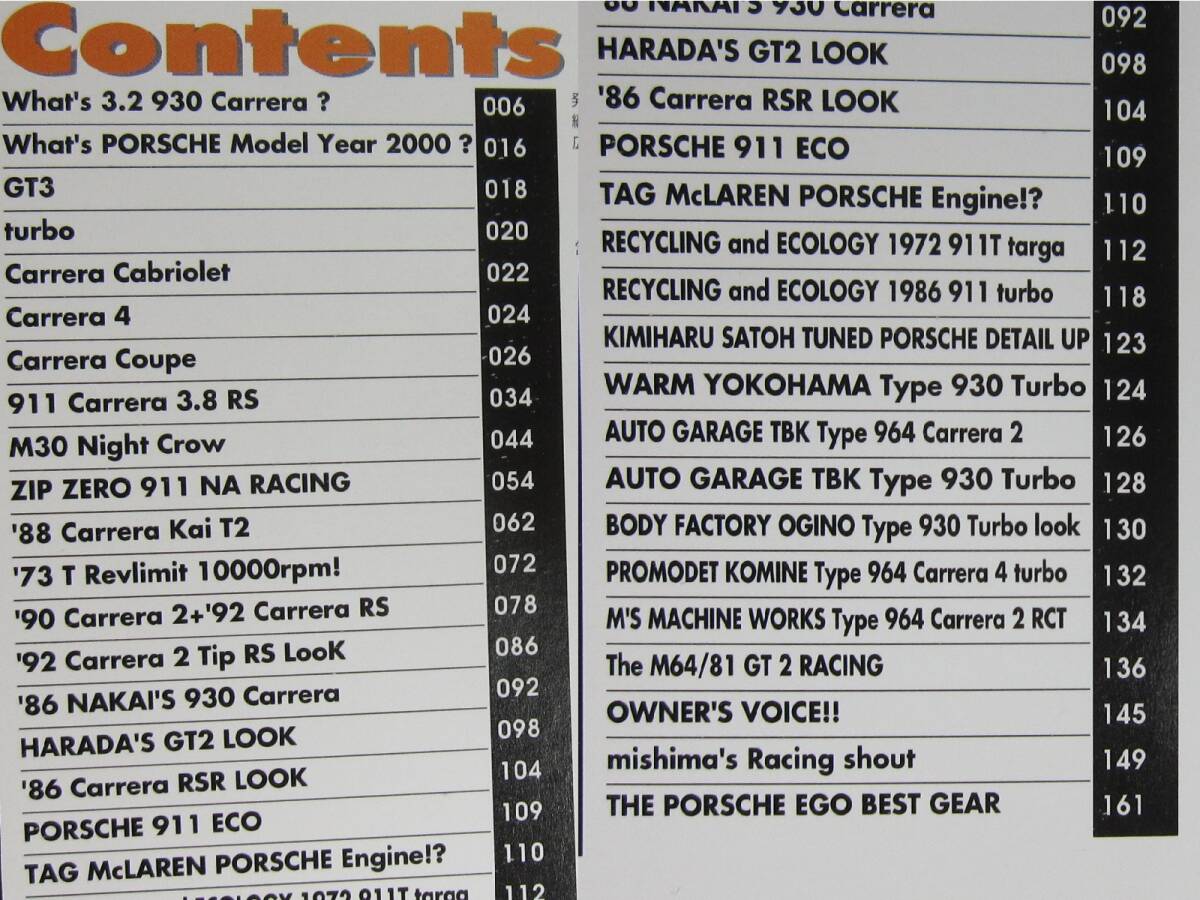 Contents
What's 3.2 930 Carrera ? 006
What's PORSCHE Model Year 2000 ? 016
GT3 018
turbo 020
Carrera Cabriolet 022
Carrera 4 024
Carrera Coupe 026
911 Carrera 3.8 RS 034
M30 Night Crow 044
ZIP ZERO 911 NA RACING 054
'88 Carrera Kai T2 062
'73 T Revlimit 10000rpm! 072
'90 Carrera 2+'92 Carrera RS 078
'92 Carrera 2 Tip RS LooK 086
'86 NAKAI'S 930 Carrera 092
HARADA'S GT2 LOOK 098
'86 Carrera RSR LOOK 104
PORSCHE 911 ECO 109
TAG McLAREN PORSCHE Engine!? 110
ECOLOGY 1972 911T targa 112
'86 NAKAI'S 930 Carrera 092
HARADA'S GT2 LOOK 098
'86 Carrera RSR LOOK 104
PORSCHE 911 ECO 109
TAG McLAREN PORSCHE Engine!? 110
RECYCLING and ECOLOGY 1972 911T targa 112
RECYCLING and ECOLOGY 1986 911 turbo 118
KIMIHARU SATOH TUNED PORSCHE DETAIL UP 123
WARM YOKOHAMA Type 930 Turbo 124
AUTO GARAGE TBK Type 964 Carrera 2 126
AUTO GARAGE TBK Type 930 Turbo 128
BODY FACTORY OGINO Type 930 Turbo look 130
PROMODET KOMINE Type 964 Carrera 4 turbo 132
M'S MACHINE WORKS Type 964 Carrera 2 RCT 134
The M64/81 GT 2 RACING 136
OWNER'S VOICE!! 145
mishima's Racing shout 149
THE PORSCHE EGO BEST GEAR 161